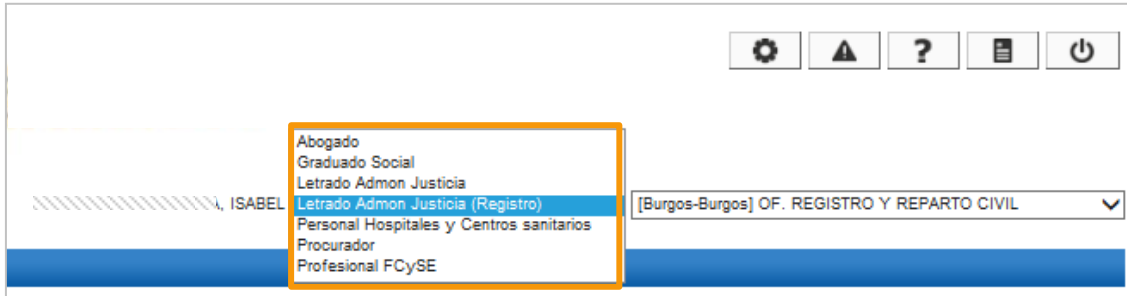 ?
Abogado
Graduado Social
Letrado Admon Justicia
, ISABEL Letrado Admon Justicia (Registro) [Burgos-Burgos] OF. REGISTRO Y REPARTO CIVIL
Personal Hospitales y Centros sanitarios
Procurador
Profesional FCySE